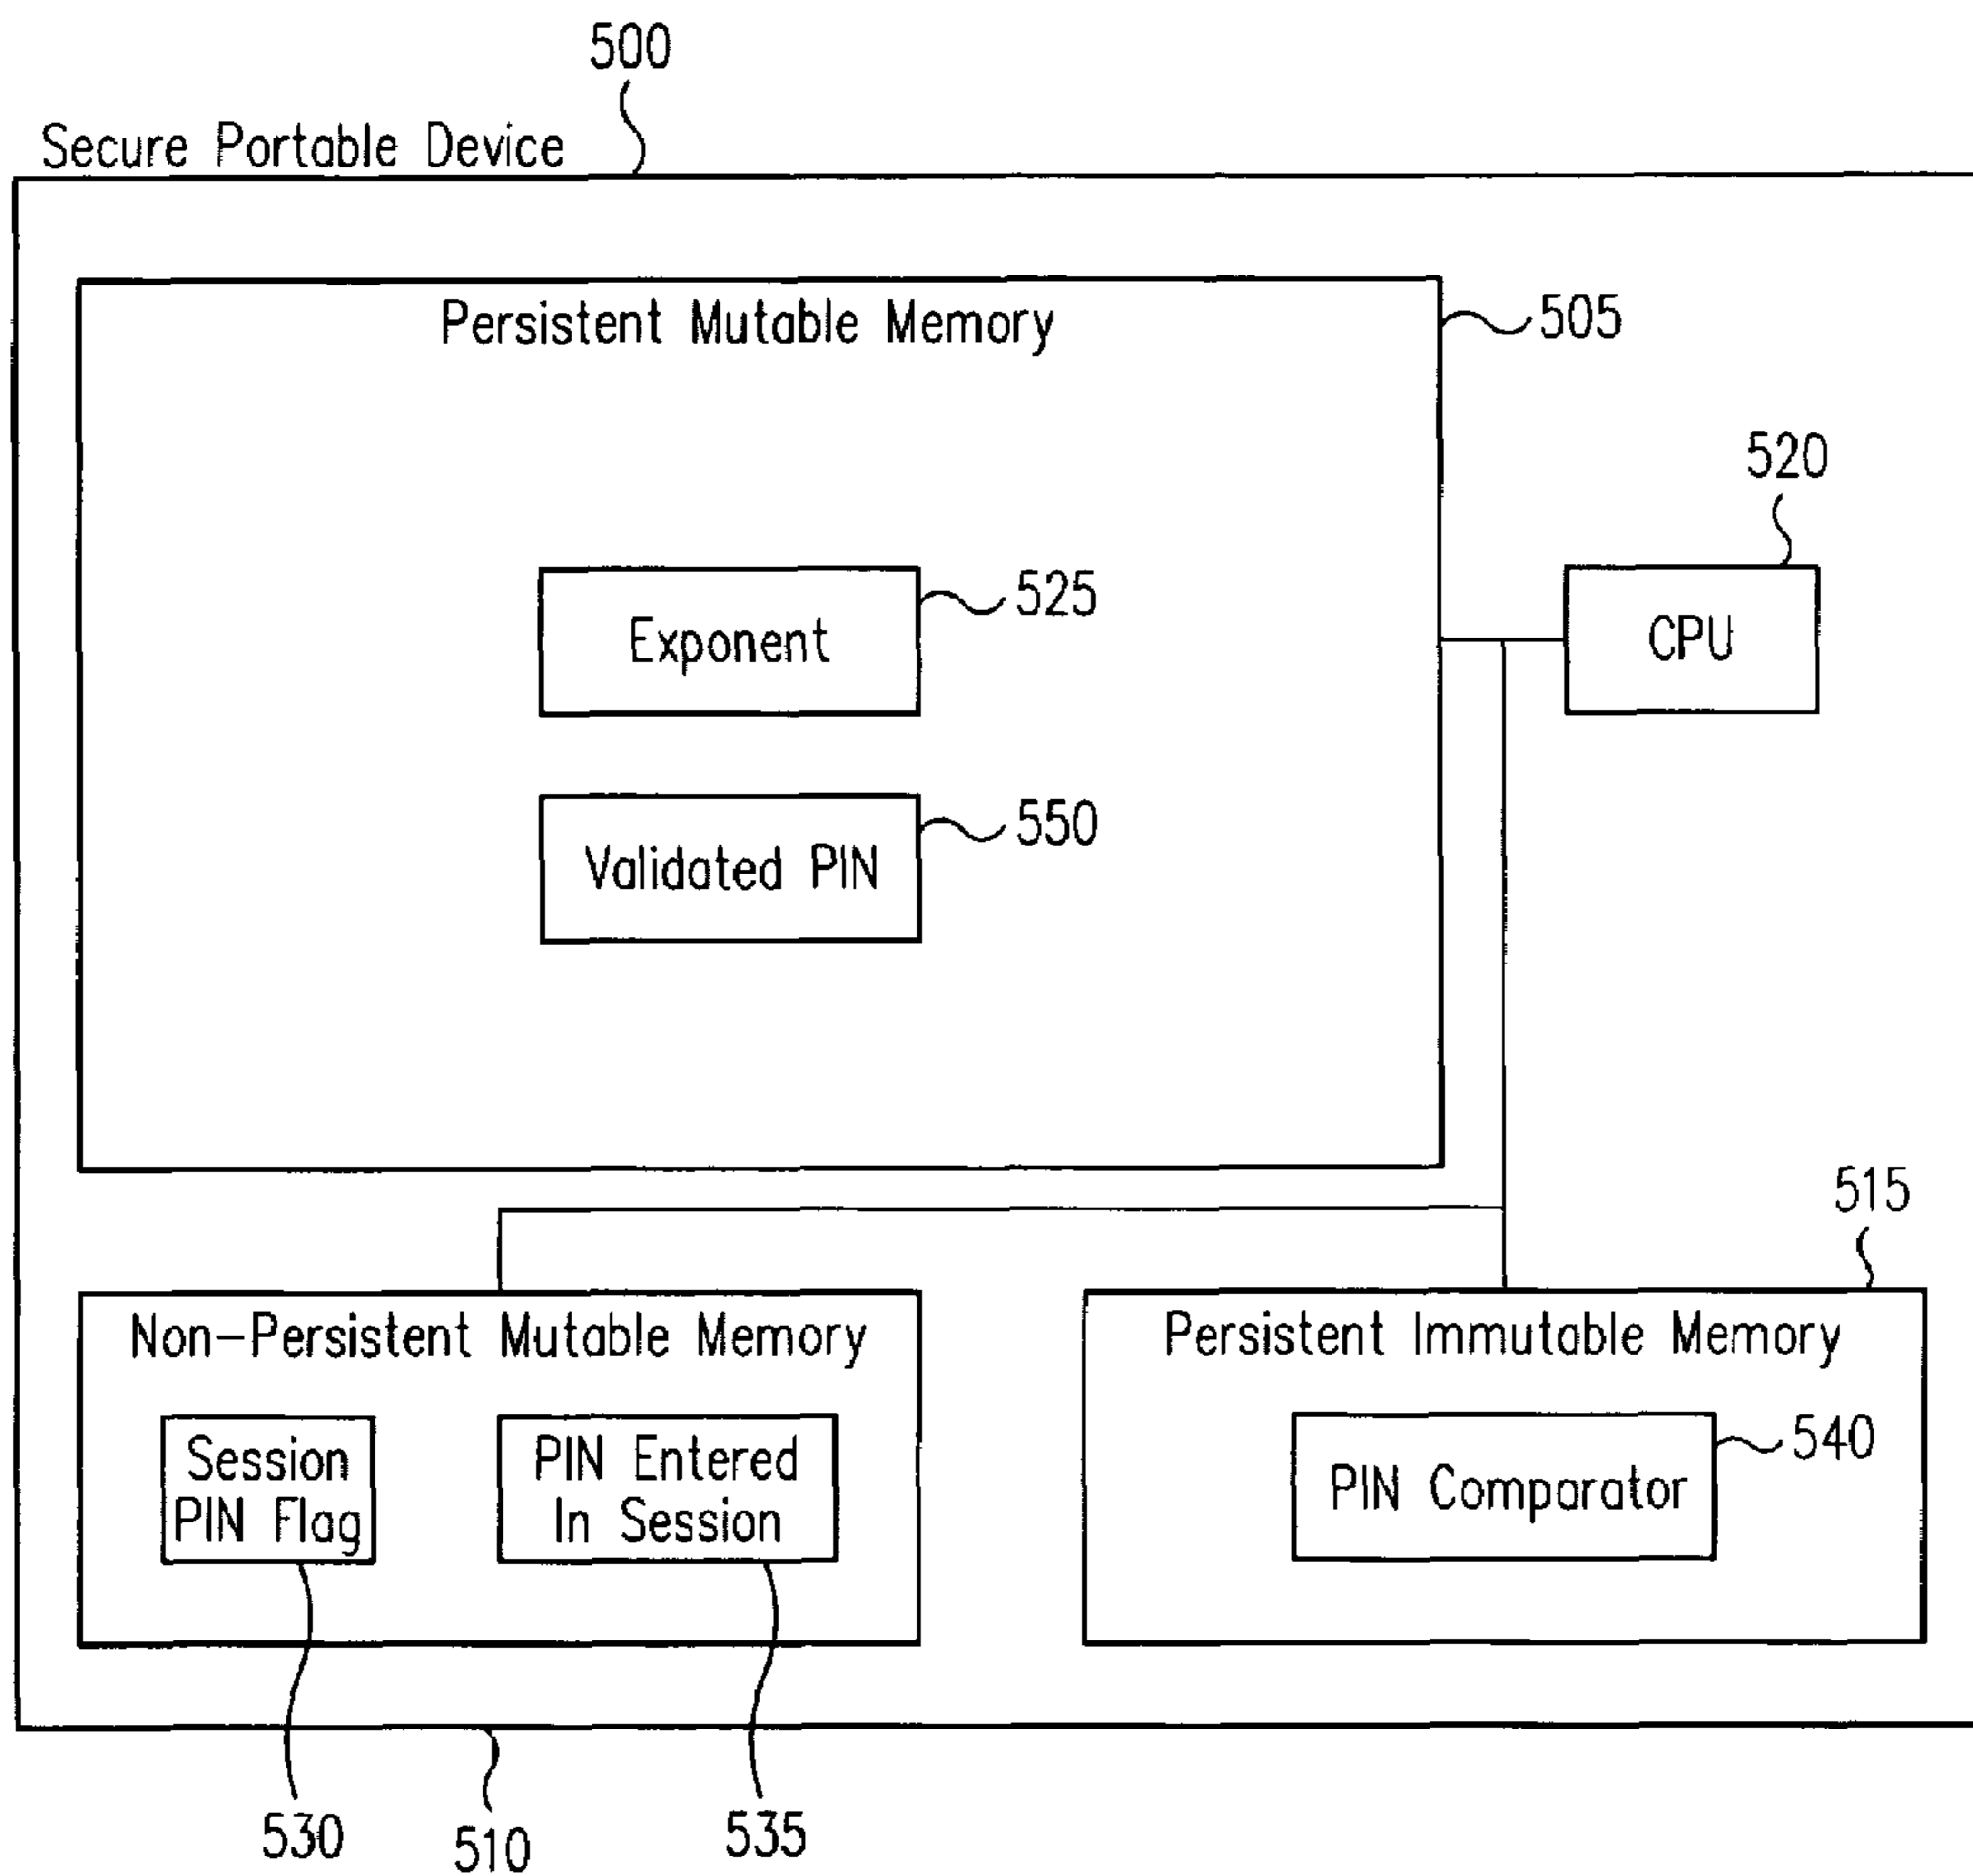 500
Secure Portable Device
Persistent Mutable Memory
505
520
CPU
Exponent
525
Validated PIN
550
515
Non-Persistent Mutable Memory
Session
PIN Flag
PIN Entered
In Session
Persistent Immutable Memory
PIN Comparator
540
530
510
535